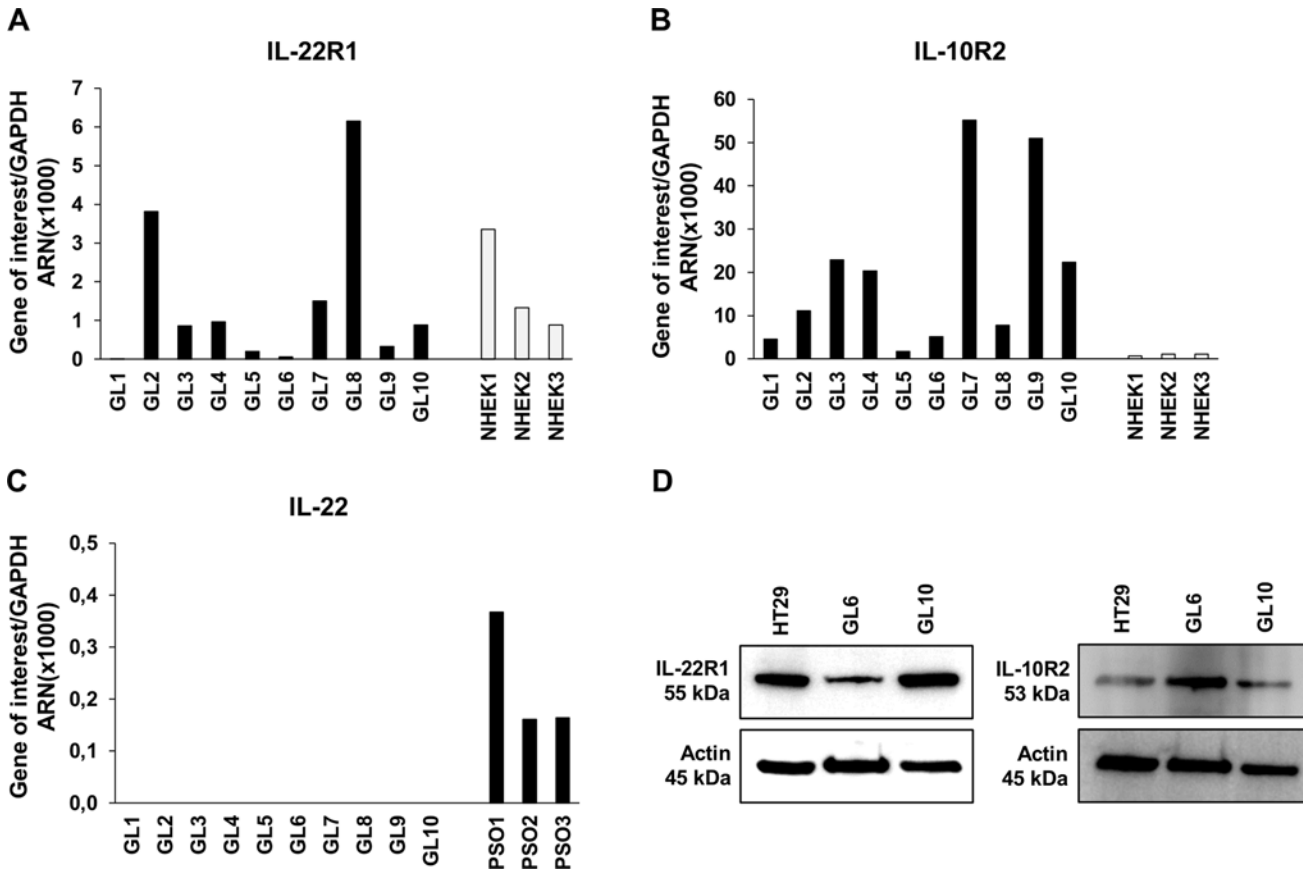 A
IL-22R1
Gene of interest/GAPDH
ARN(x1000)
7
6
5
4
3
2
1
0
GL1
GL2
GL3
GL4
GL5
GL6
GL7
GL8
GL9
GL10
NHEK1
NHEK2
NHEK3
B
IL-10R2
Gene of interest/GAPDH
ARN(x1000)
60
50
40
30
20
10
0
GL1
GL2
GL3
GL4
GL5
GL6
GL7
GL8
GL9
GL10
NHEK1
NHEK2
NHEK3
C
IL-22
Gene of interest/GAPDH
ARN(x1000)
0,5
0,4
0,3
0,2
0,1
0,0
GL1
GL2
GL3
GL4
GL5
GL6
GL7
GL8
GL9
GL10
PSO1
PSO2
PSO3
D
HT29
GL6
GL10
IL-22R1
55 kDa
Actin
45 kDa
HT29
GL6
GL10
IL-10R2
53 kDa
Actin
45 kDa